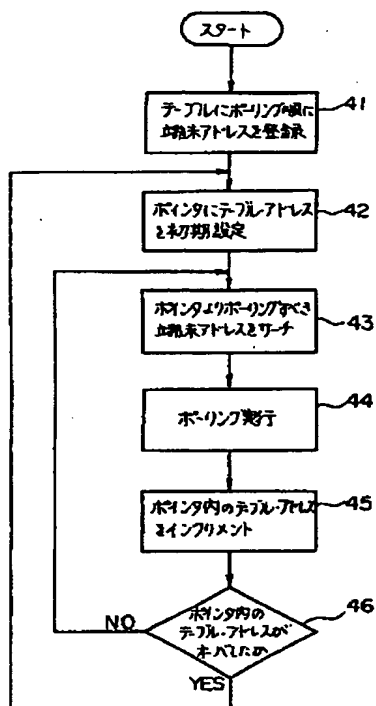 スタート
テーブルにポーリング順に
端末アドレスを登録
41
ポインタにテーブル・アドレス
を初期設定
42
ポインタよりポーリングすべき
端末アドレスをサーチ
43
ポーリング実行
44
ポインタ内のテーブル・アドレス
をインクリメント
45
ポインタ内の
テーブル・アドレスが
オーバしたか
46
NO
YES